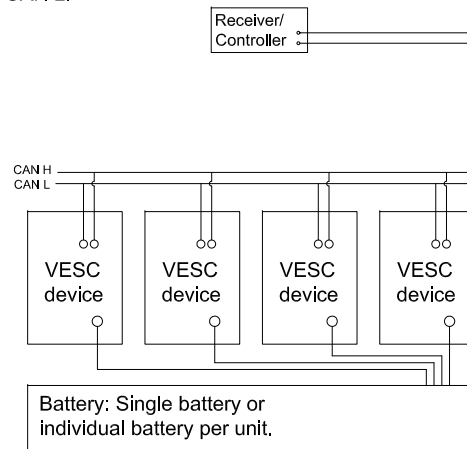 Receiver/
Controller
CAN H
CAN L
VESC
device
VESC
device
VESC
device
VESC
device
Battery: Single battery or
individual battery per unit.